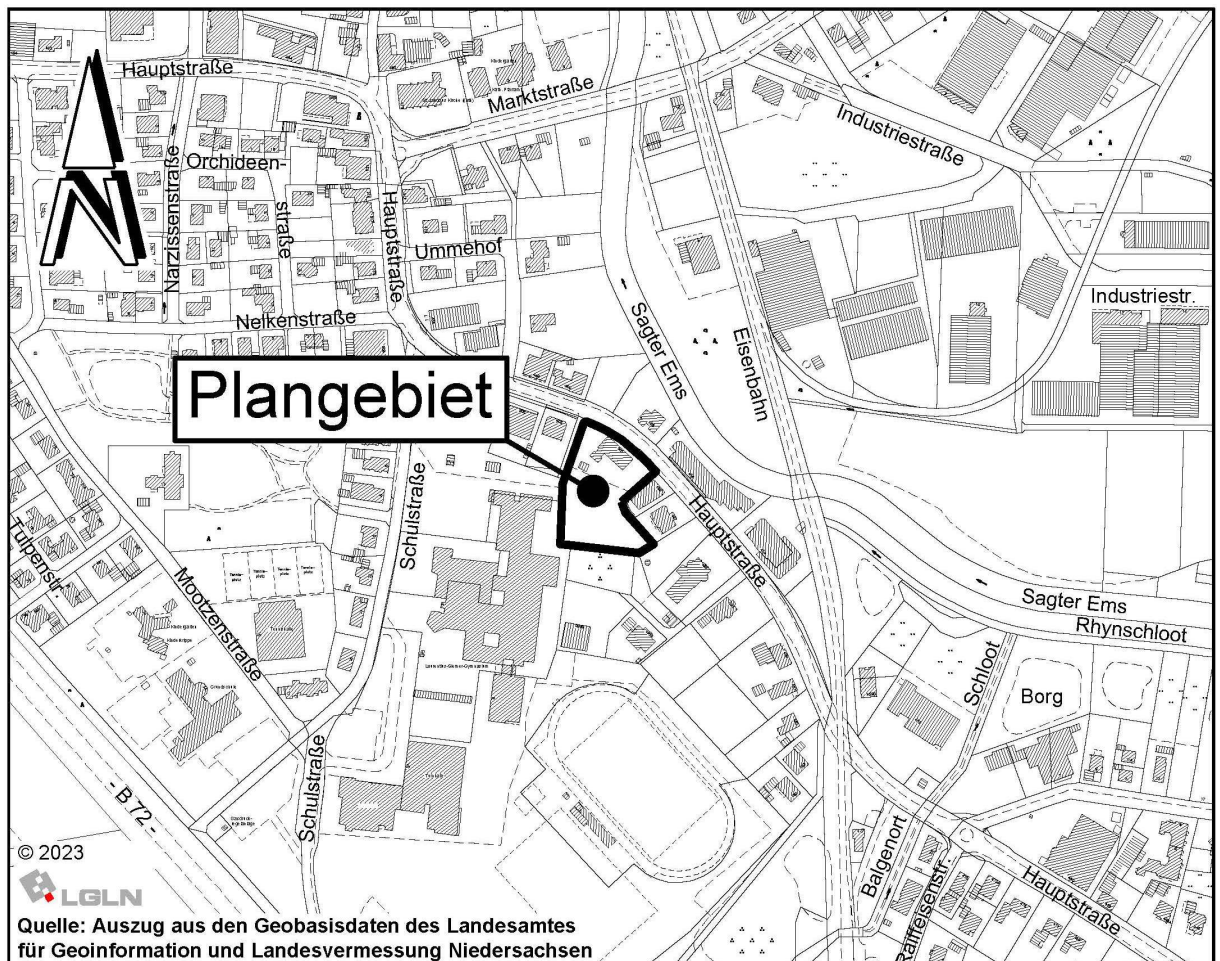 Hauptstraße
Marktstraße
Industriestraße
Orchideen-
straße
Narzissenstraße
Hauptstraße
Ummehof
N
Nelkenstraße
Industriestr.
Sagter Ems
Eisenbahn
Plangebiet
Schulstraße
Hauptstraße
Tulpenstr.
Mootzenstraße
Sagter Ems
Rhynschloot
Schloot
Borg
Schulstraße
- B 72 -
Balgenort
Raiffeisenstr.
Hauptstraße
© 2023
LGLN
Quelle: Auszug aus den Geobasisdaten des Landesamtes
für Geoinformation und Landesvermessung Niedersachsen